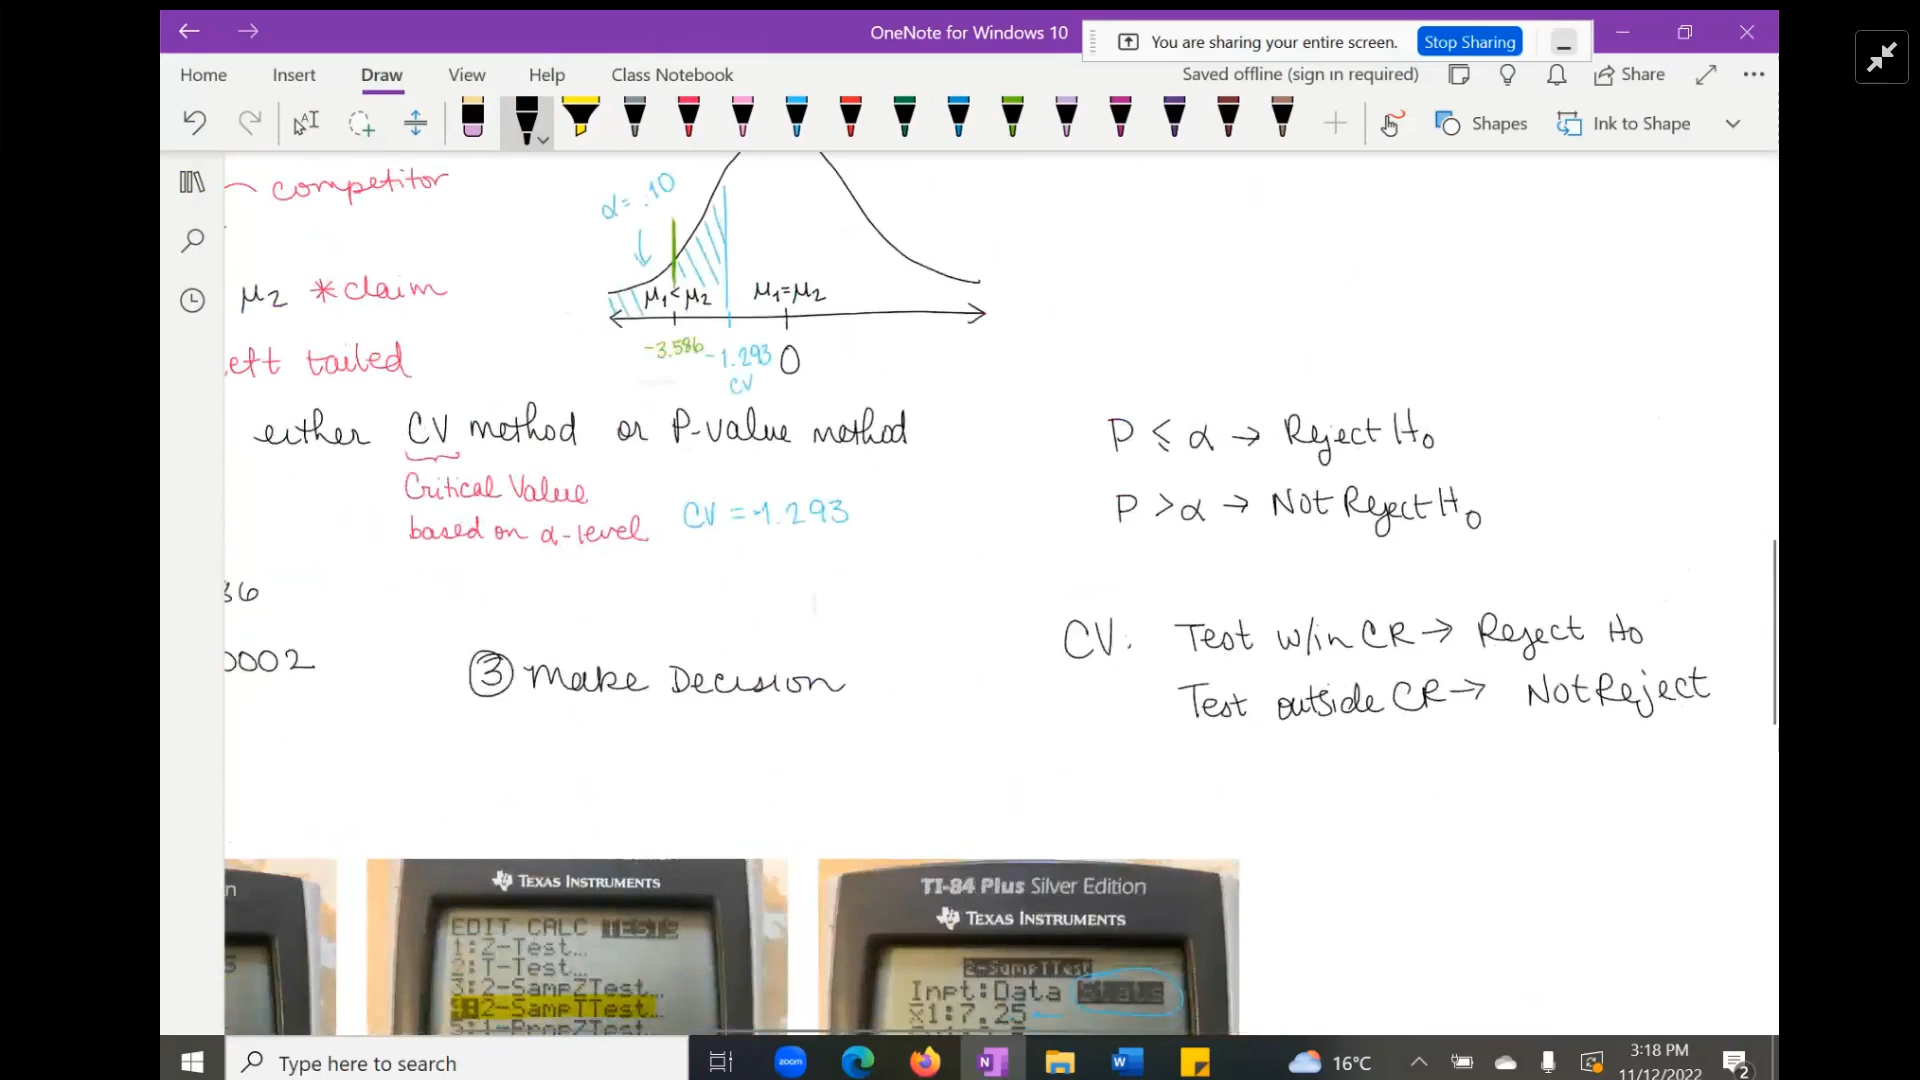 OneNote for Windows 10
You are sharing your entire screen.
Stop Sharing
Home Insert Draw View Help Class Notebook
Saved offline (sign in required)
Share
Shapes
Ink to Shape
competitor
α = .10
μ2 *claim
μ1 < μ2
μ1 = μ2
-3.586
-1.293
CV
0
eft tailed
either CV method or P-value method
Critical Value
based on α-level
CV = -1.293
P ≤ α → Reject H0
P > α → Not Reject H0
36
0002
③ Make Decision
CV: Test w/in CR → Reject H0
Test outside CR → Not Reject
n
5
TEXAS INSTRUMENTS
EDIT CALC TESTS
1:Z-Test…
2:T-Test…
3:2-SampZTest…
2-SampTTest…
1-PropZTest
TI-84 Plus Silver Edition
TEXAS INSTRUMENTS
2-SampTTest
Inpt:Data Stats
x̄1:7.25
Type here to search
zoom
N
W
16°C
3:18 PM
11/12/2022
2